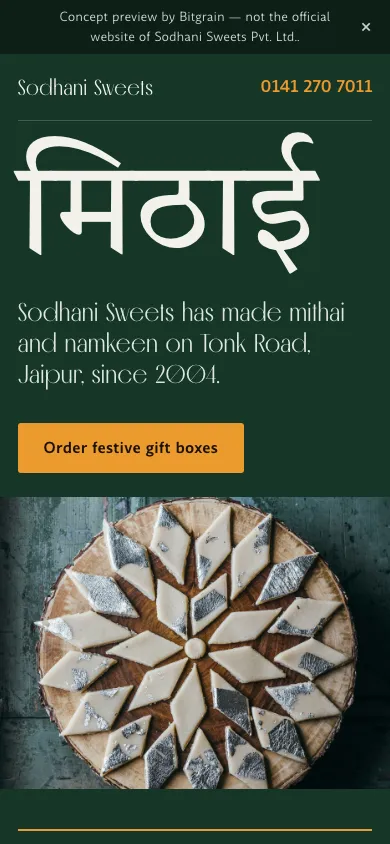 Concept preview by Bitgrain — not the official
website of Sodhani Sweets Pvt. Ltd..
×
Sodhani Sweets
0141 270 7011
मिठाई
Sodhani Sweets has made mithai
and namkeen on Tonk Road,
Jaipur, since 2004.
Order festive gift boxes